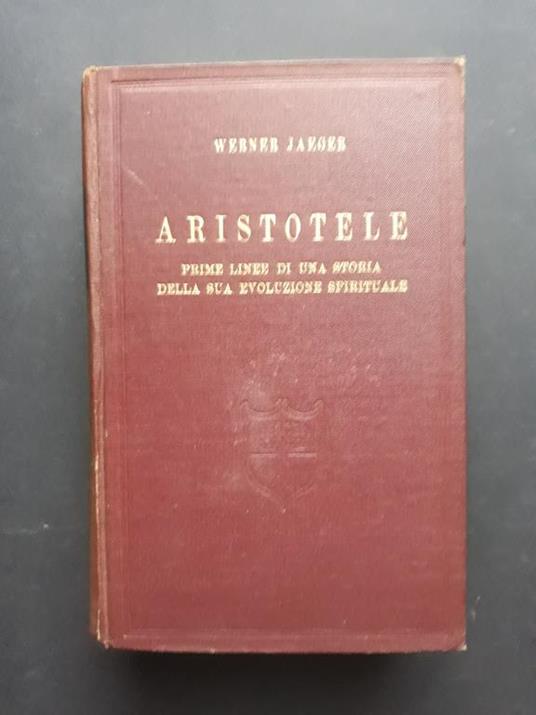 WERNER JAEGER
ARISTOTELE
PRIME LINEE DI UNA STORIA
DELLA SUA EVOLUZIONE SPIRITUALE